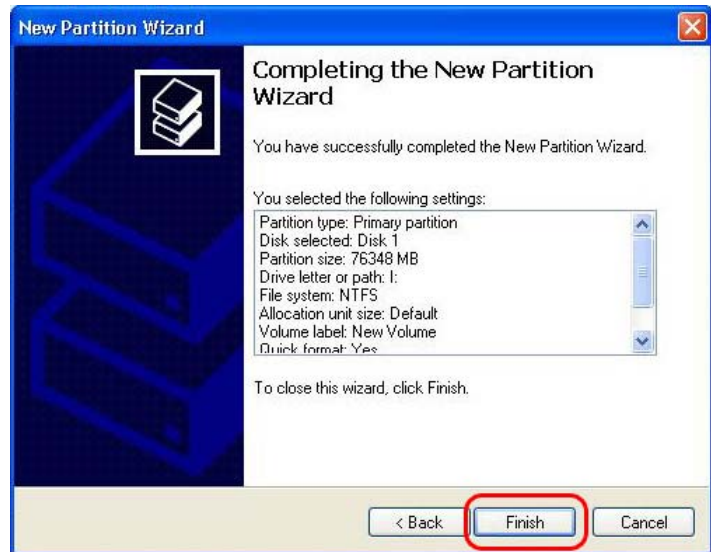 New Partition Wizard
Completing the New Partition
Wizard
You have successfully completed the New Partition Wizard.
You selected the following settings:
Partition type: Primary partition
Disk selected: Disk 1
Partition size: 76348 MB
Drive letter or path: I:
File system: NTFS
Allocation unit size: Default
Volume label: New Volume
Quick format: Yes
To close this wizard, click Finish.
< Back Finish Cancel